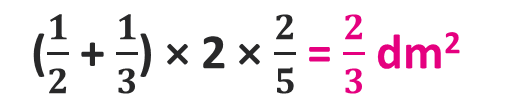 (1/2 + 1/3) × 2 × 2/5 = 2/3 dm²